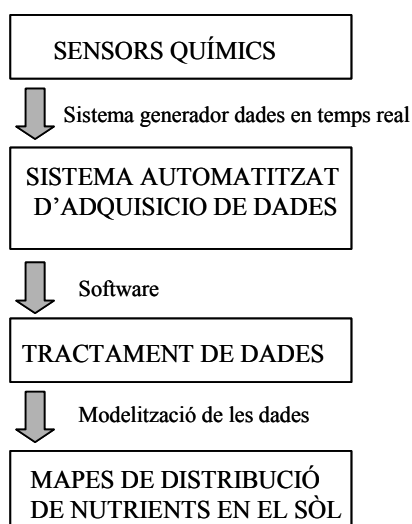 SENSORS QUÍMICS
Sistema generador dades en temps real
SISTEMA AUTOMATITZAT
D’ADQUISICIO DE DADES
Software
TRACTAMENT DE DADES
Modelització de les dades
MAPES DE DISTRIBUCIÓ
DE NUTRIENTS EN EL SÒL